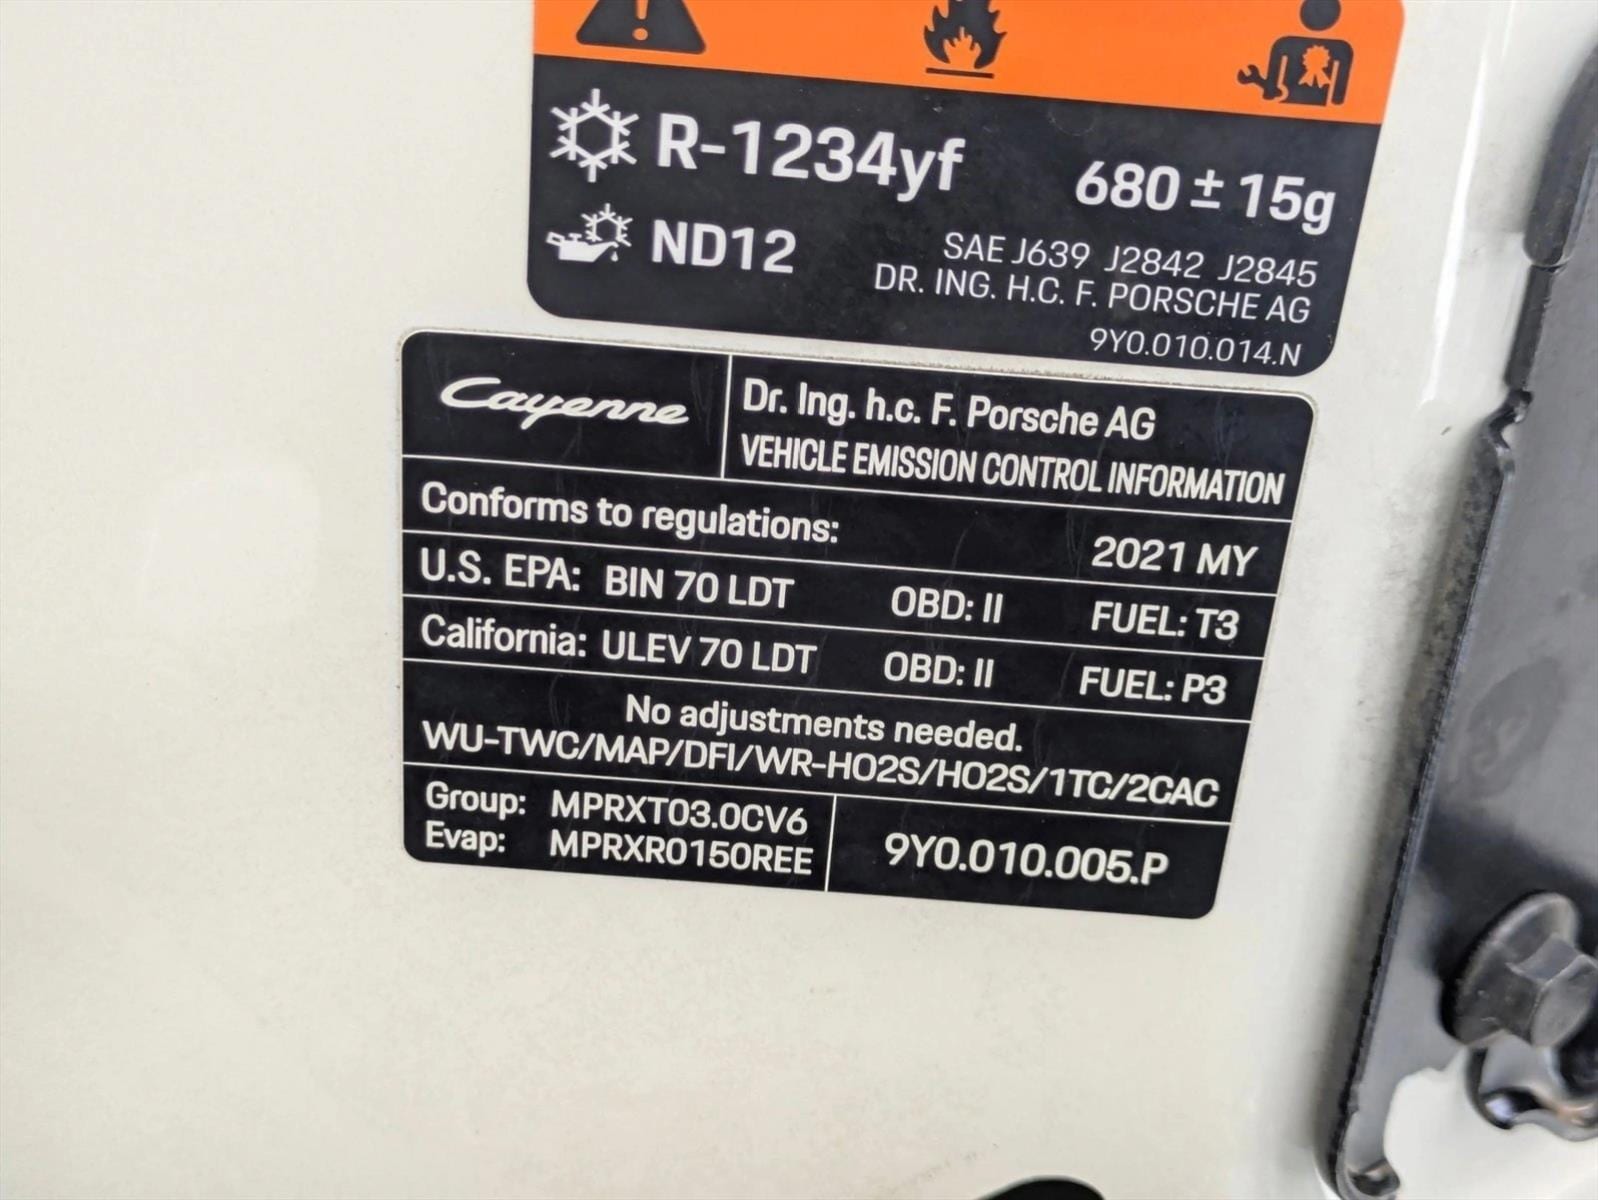 R-1234yf 680 ± 15g
ND12
SAE J639 J2842 J2845
DR. ING. H.C. F. PORSCHE AG
9Y0.010.014.N
Cayenne
Dr. Ing. h.c. F. Porsche AG
VEHICLE EMISSION CONTROL INFORMATION
Conforms to regulations: 2021 MY
U.S. EPA: BIN 70 LDT OBD: II FUEL: T3
California: ULEV 70 LDT OBD: II FUEL: P3
No adjustments needed.
WU-TWC/MAP/DFI/WR-HO2S/HO2S/1TC/2CAC
Group: MPRXT03.0CV6
Evap: MPRXR0150REE
9Y0.010.005.P